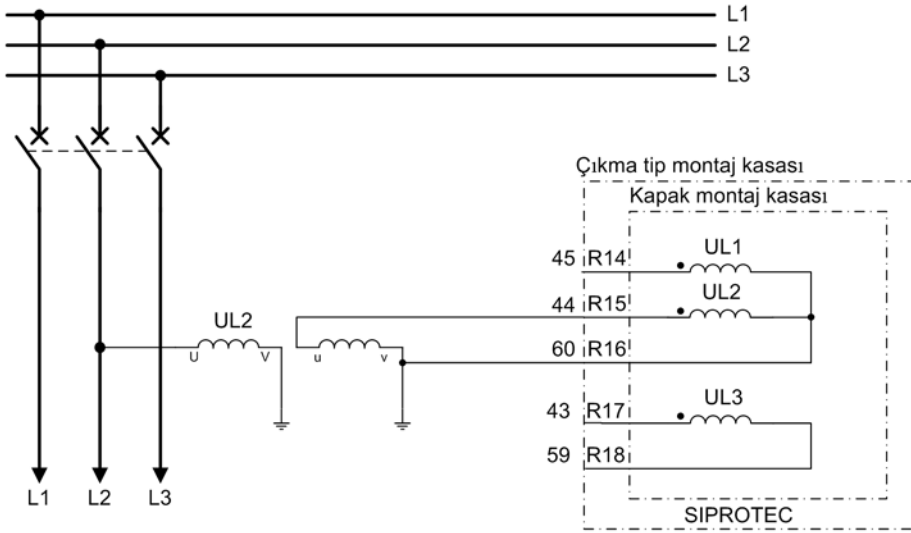 L1
L2
L3
Çıkma tip montaj kasası
Kapak montaj kasası
45 R14 UL1
44 R15 UL2
UL2
U V u v
60 R16
43 R17 UL3
59 R18
L1 L2 L3
SIPROTEC